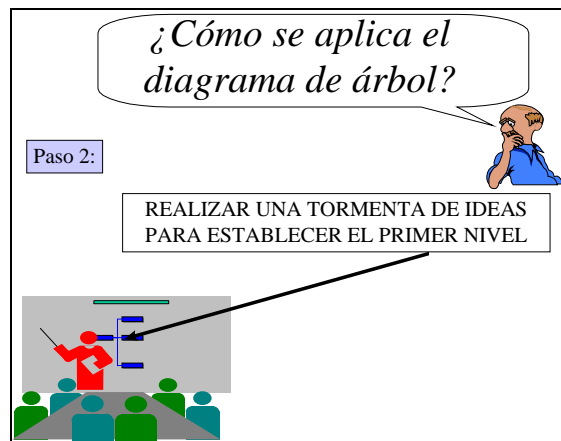 ¿Cómo se aplica el
diagrama de árbol?
Paso 2:
REALIZAR UNA TORMENTA DE IDEAS
PARA ESTABLECER EL PRIMER NIVEL